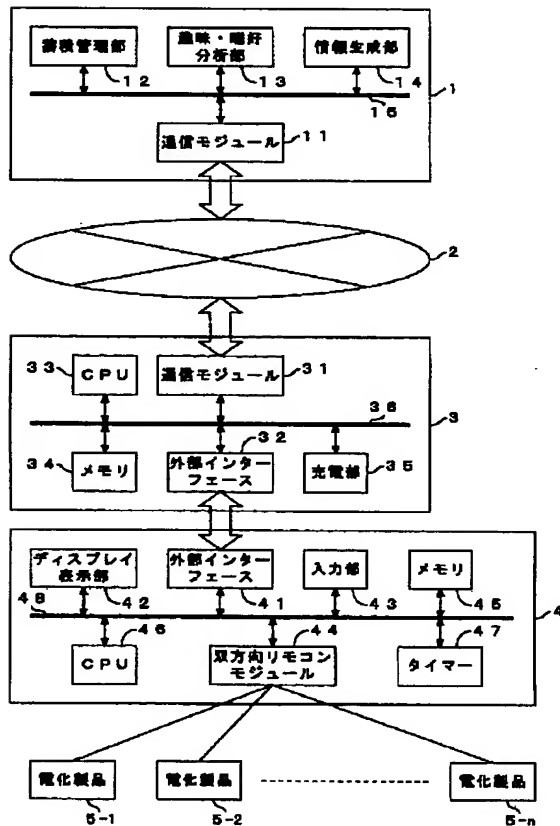 蓄積管理部
趣味・嗜好
分析部
情報生成部
12
13
14
15
1
通信モジュール
11
2
33
CPU
通信モジュール
31
36
3
32
34
メモリ
外部インター
フェース
充電部
35
ディスプレイ
表示部
外部インター
フェース
入力部
メモリ
48
42
41
43
45
4
46
44
47
CPU
双方向リモコン
モジュール
タイマー
電化製品
電化製品
電化製品
5-1
5-2
5-n